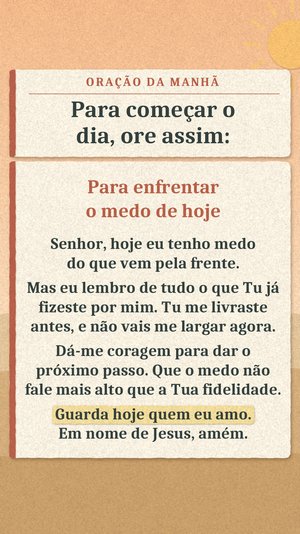 ORAÇÃO DA MANHÃ
Para começar o
dia, ore assim:
Para enfrentar
o medo de hoje
Senhor, hoje eu tenho medo
do que vem pela frente.
Mas eu lembro de tudo o que Tu já
fizeste por mim. Tu me livraste
antes, e não vais me largar agora.
Dá-me coragem para dar o
próximo passo. Que o medo não
fale mais alto que a Tua fidelidade.
Guarda hoje quem eu amo.
Em nome de Jesus, amém.